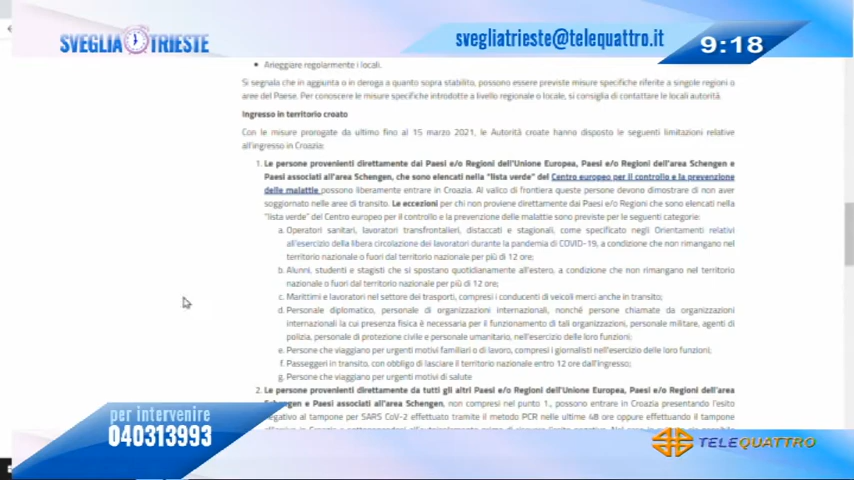 SVEGLIA TRIESTE
svegliatrieste@telequattro.it
9:18
• Arieggiare regolarmente i locali.
Si segnala che in aggiunta o in deroga a quanto sopra stabilito, possono essere previste misure specifiche riferite a singole regioni o
aree del Paese. Per conoscere le misure specifiche introdotte a livello regionale o locale, si consiglia di contattare le locali autorità.
Ingresso in territorio croato
Con le misure prorogate da ultimo fino al 15 marzo 2021, le Autorità croate hanno disposto le seguenti limitazioni relative
all'ingresso in Croazia:
1. Le persone provenienti direttamente dai Paesi e/o Regioni dell'Unione Europea, Paesi e/o Regioni dell'area Schengen e
Paesi associati all'area Schengen, che sono elencati nella "lista verde" del Centro europeo per il controllo e la prevenzione
delle malattie possono liberamente entrare in Croazia. Al valico di frontiera queste persone devono dimostrare di non aver
soggiornato nelle aree di transito. Le eccezioni per chi non proviene direttamente dai Paesi e/o Regioni che sono elencati nella
"lista verde" del Centro europeo per il controllo e la prevenzione delle malattie sono previste per le seguenti categorie:
a. Operatori sanitari, lavoratori transfrontalieri, distaccati e stagionali, come specificato negli Orientamenti relativi
all'esercizio della libera circolazione dei lavoratori durante la pandemia di COVID-19, a condizione che non rimangano nel
territorio nazionale o fuori dal territorio nazionale per più di 12 ore;
b. Alunni, studenti e stagisti che si spostano quotidianamente all'estero, a condizione che non rimangano nel territorio
nazionale o fuori dal territorio nazionale per più di 12 ore;
c. Marittimi e lavoratori nel settore dei trasporti, compresi i conducenti di veicoli merci anche in transito;
d. Personale diplomatico, personale di organizzazioni internazionali, nonché persone chiamate da organizzazioni
internazionali la cui presenza fisica è necessaria per il funzionamento di tali organizzazioni, personale militare, agenti di
polizia, personale di protezione civile e personale umanitario, nell'esercizio delle loro funzioni;
e. Persone che viaggiano per urgenti motivi familiari o di lavoro, compresi i giornalisti nell'esercizio delle loro funzioni;
f. Passeggeri in transito, con obbligo di lasciare il territorio nazionale entro 12 ore dall'ingresso;
g. Persone che viaggiano per urgenti motivi di salute
2. Le persone provenienti direttamente da tutti gli altri Paesi e/o Regioni dell'Unione Europea, Paesi e/o Regioni dell'area
Schengen e Paesi associati all'area Schengen, non compresi nel punto 1., possono entrare in Croazia presentando l'esito
negativo al tampone per SARS CoV-2 effettuato tramite il metodo PCR nelle ultime 48 ore oppure effettuando il tampone
per intervenire
040313993
TELEQUATTRO